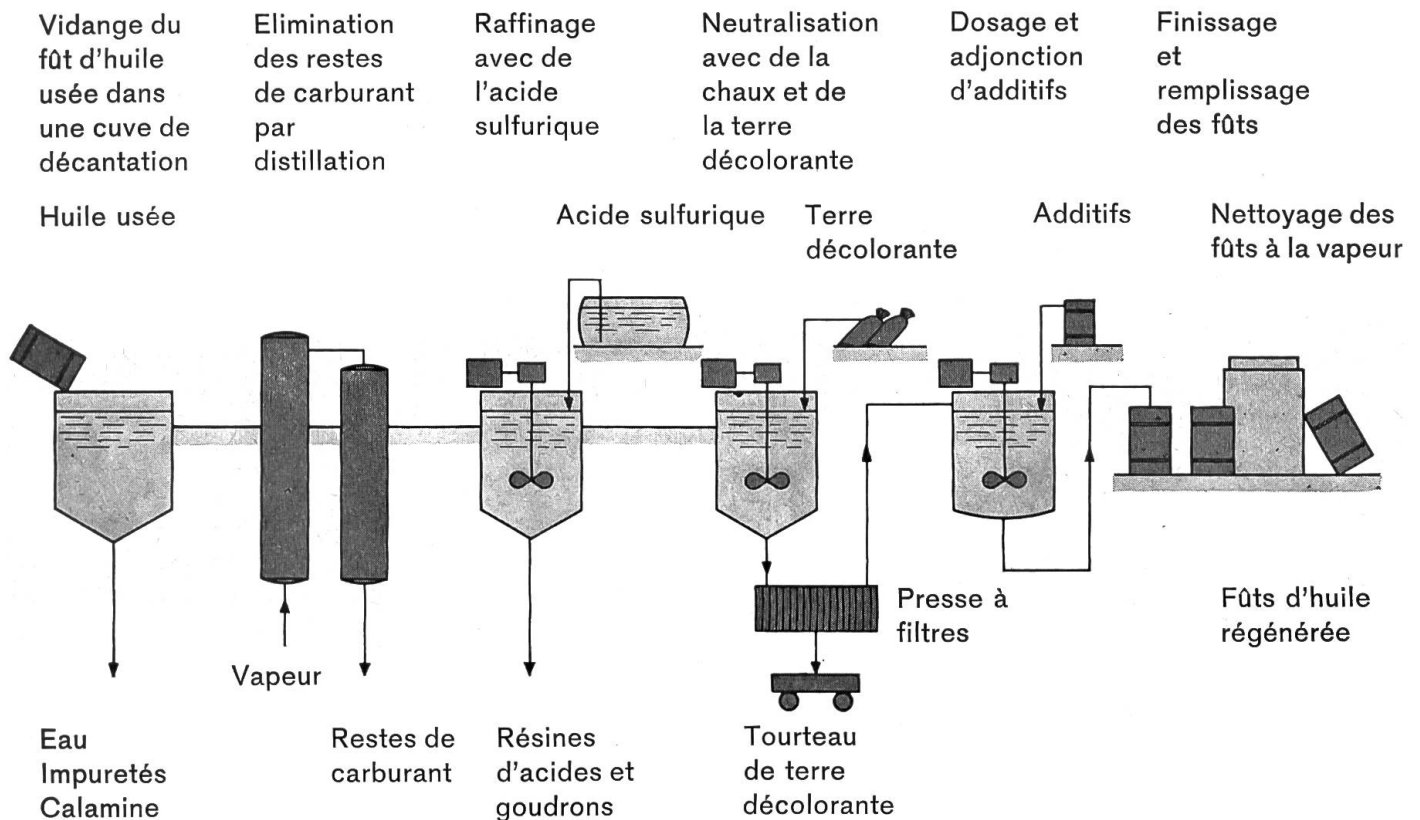 Vidange du
fût d'huile
usée dans
une cuve de
décantation
Elimination
des restes
de carburant
par
distillation
Raffinage
avec de
l'acide
sulfurique
Neutralisation
avec de la
chaux et de
la terre
décolorante
Dosage et
adjonction
d'additifs
Finissage
et
remplissage
des fûts
Huile usée
Acide sulfurique
Terre
décolorante
Additifs
Nettoyage des
fûts à la vapeur
Presse à
filtres
Fûts d'huile
régénérée
Vapeur
Eau
Impuretés
Calamine
Restes de
carburant
Résines
d'acides et
goudrons
Tourteau
de terre
décolorante